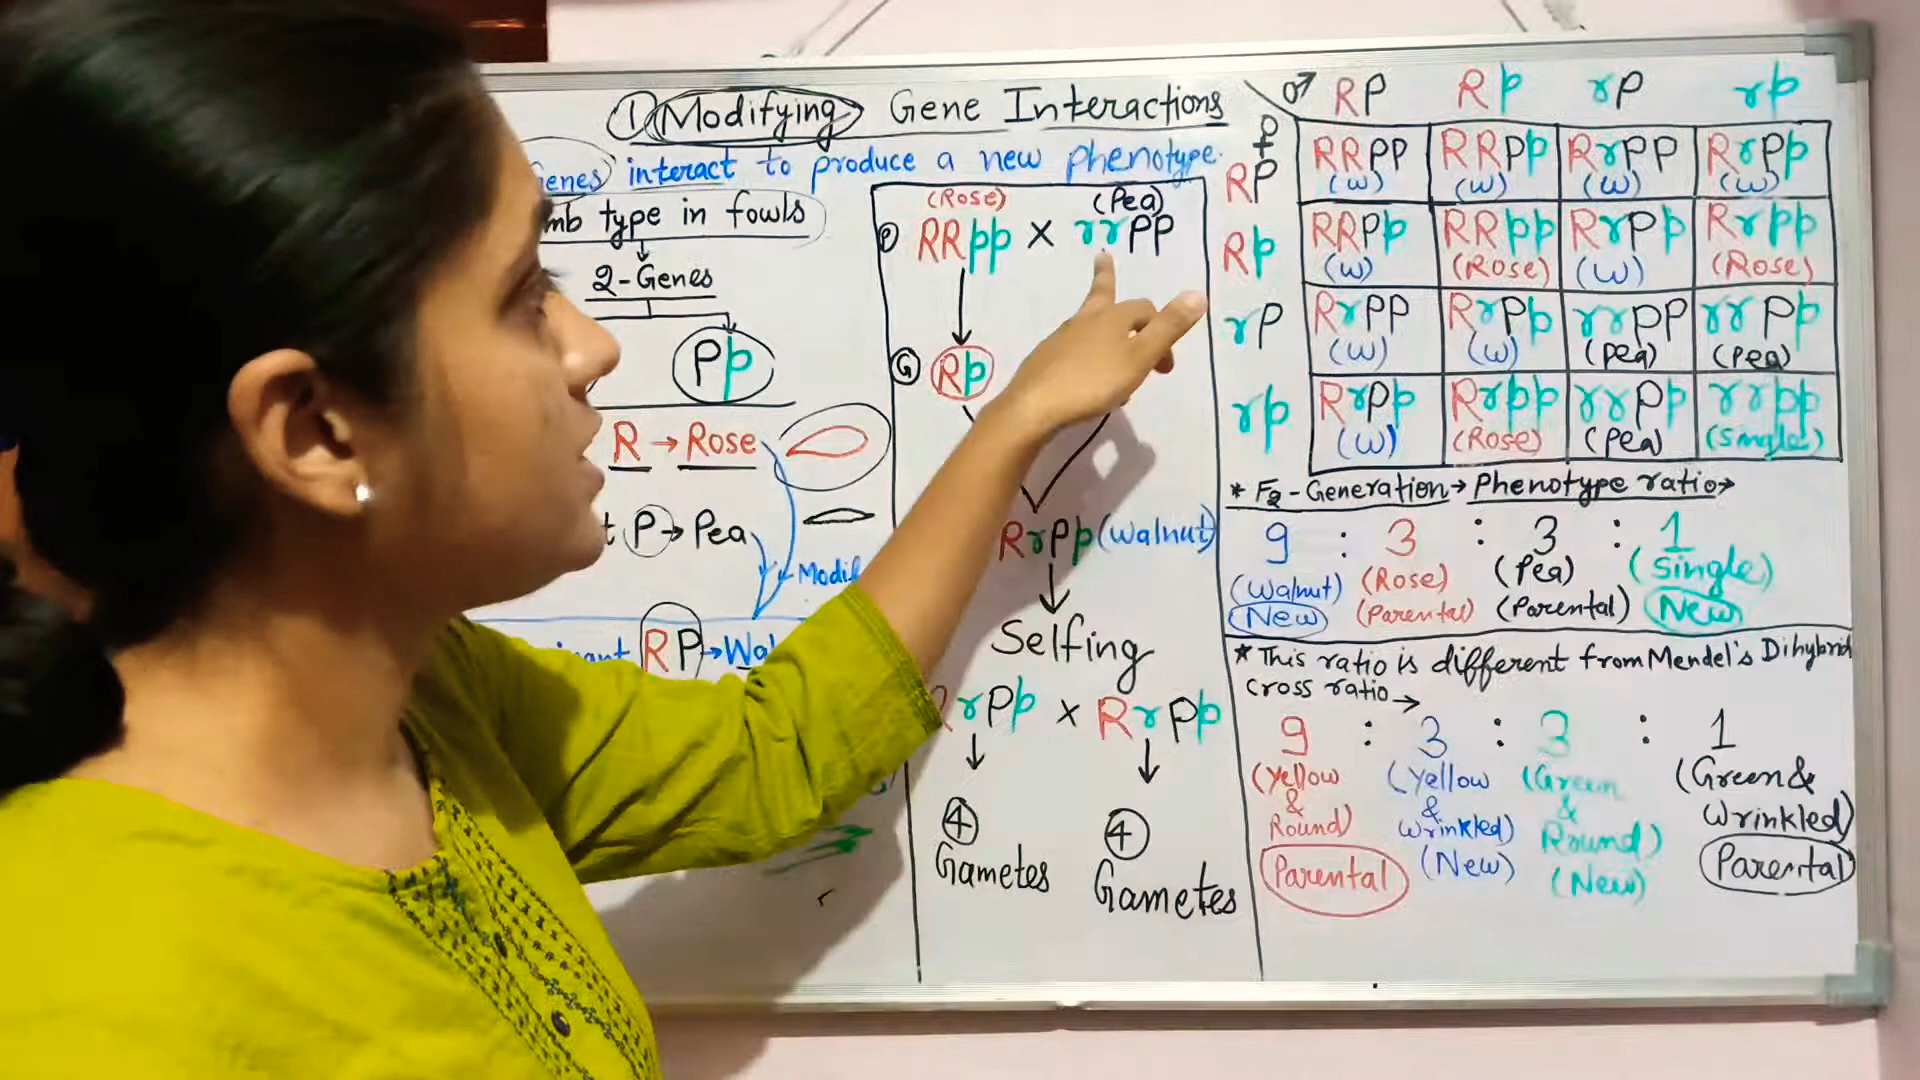 ① Modifying Gene Interactions
Genes interact to produce a new phenotype.
mb type in fowls
2-Genes
Pp
R → Rose
t P → Pea
Modif
inant RP → Wal
(Rose) (Pea)
P RRpp × rrPP
G Rp
RrPp (Walnut)
Selfing
RrPp × RrPp
④ ④
Gametes Gametes
♂ RP Rp rP rp
♀
RP RRPP (W) RRPp (W) RrPP (W) RrPp (W)
Rp RRPp (W) RRpp (Rose) RrPp (W) Rrpp (Rose)
rP RrPP (W) RrPp (W) rrPP (Pea) rrPp (Pea)
rp RrPp (W) Rrpp (Rose) rrPp (Pea) rrpp (Single)
* F2-Generation → Phenotype ratio →
9 : 3 : 3 : 1
(Walnut) (Rose) (Pea) (Single)
New (Parental) (Parental) New
* This ratio is different from Mendel's Dihybrid
Cross ratio →
9 : 3 : 3 : 1
(Yellow (Yellow (Green (Green &
& & & Wrinkled)
Round) Wrinkled) Round)
Parental (New) (New) Parental